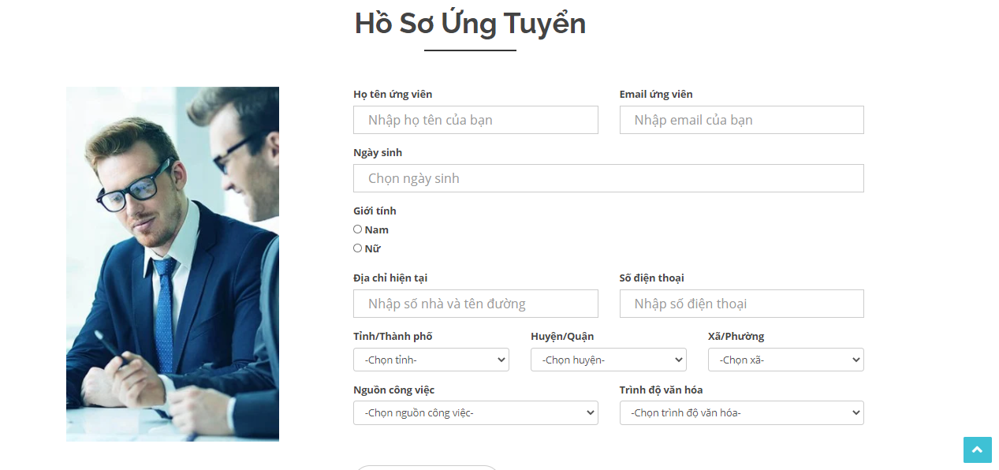 Hồ Sơ Ứng Tuyển
Họ tên ứng viên
Email ứng viên
Nhập họ tên của bạn
Nhập email của bạn
Ngày sinh
Chọn ngày sinh
Giới tính
Nam
Nữ
Địa chỉ hiện tại
Số điện thoại
Nhập số nhà và tên đường
Nhập số điện thoại
Tỉnh/Thành phố
Huyện/Quận
Xã/Phường
-Chọn tỉnh-
-Chọn huyện-
-Chọn xã-
Nguồn công việc
Trình độ văn hóa
-Chọn nguồn công việc-
-Chọn trình độ văn hóa-